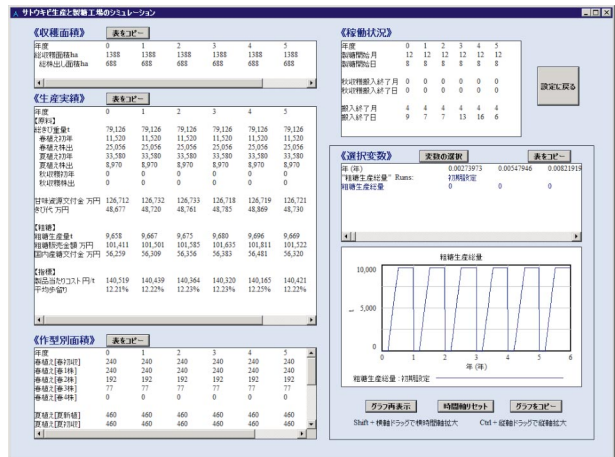 サトウキビ生産と製糖工場のシミュレーション
《収穫面積》 表をコピー
年度 0 1 2 3 4 5
総収穫面積ha 1388 1388 1388 1388 1388 1388
総株出し面積ha 688 688 688 688 688 688
《生産実績》 表をコピー
年度 0 1 2 3 4 5
【原料】
総きび重量t 79,126 79,126 79,126 79,126 79,126 79,126
春植え初年 11,520 11,520 11,520 11,520 11,520 11,520
春植え株出 25,056 25,056 25,056 25,056 25,056 25,056
夏植え初年 33,580 33,580 33,580 33,580 33,580 33,580
夏植え株出 8,970 8,970 8,970 8,970 8,970 8,970
秋収穫初年 0 0 0 0 0 0
秋収穫株出 0 0 0 0 0 0
甘味資源交付金 万円 126,712 126,732 126,733 126,718 126,719 126,721
きび代 万円 48,677 48,720 48,761 48,785 48,869 48,730
【粗糖】
粗糖生産量t 9,658 9,667 9,675 9,680 9,696 9,669
粗糖販売金額 万円 101,411 101,501 101,585 101,635 101,811 101,522
国内産糖交付金 万円 56,259 56,309 56,356 56,383 56,481 56,320
【指標】
製品当たりコスト 円/t 140,519 140,439 140,364 140,320 140,165 140,421
平均歩留り 12.21% 12.22% 12.23% 12.23% 12.25% 12.22%
《作型別面積》 表をコピー
年度 0 1 2 3 4 5
春植え[春初収] 240 240 240 240 240 240
春植え[春1株] 240 240 240 240 240 240
春植え[春2株] 192 192 192 192 192 192
春植え[春3株] 77 77 77 77 77 77
春植え[春4株] 0 0 0 0 0 0
夏植え[夏新植] 460 460 460 460 460 460
夏植え[夏初収] 460 460 460 460 460 460
《稼働状況》
年度 0 1 2 3 4 5
製糖開始月 12 12 12 12 12 12
製糖開始日 8 8 8 8 8 8
秋収穫搬入終了月 0 0 0 0 0 0
秋収穫搬入終了日 0 0 0 0 0 0
搬入終了月 4 4 4 4 4 4
搬入終了日 9 7 7 13 16 6
設定に戻る
《選択変数》 変数の選択 表をコピー
年 (年) 0.00273973 0.00547946 0.00821919
"粗糖生産総量" Runs: 初期設定
粗糖生産総量 0 0 0
粗糖生産総量
10,000
t 5,000
0
0 1 2 3 4 5 6
年 (年)
粗糖生産総量 : 初期設定
グラフ再表示 時間軸リセット グラフをコピー
Shift + 横軸ドラッグで横時間軸拡大 Ctrl + 縦軸ドラッグで縦軸拡大